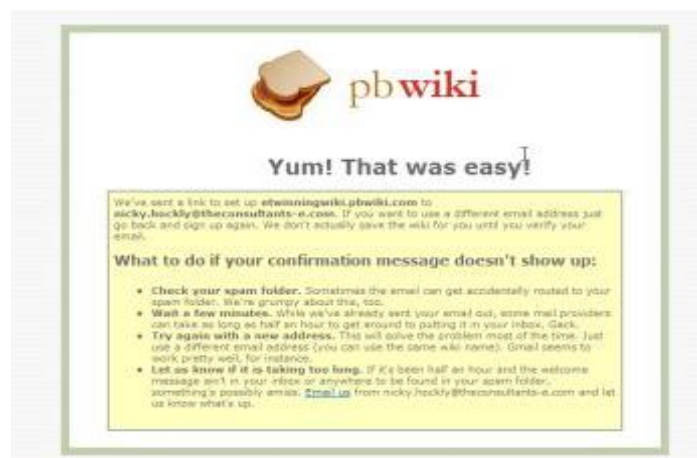 pbwiki
Yum! That was easy!
We've sent a link to set up etwinningwiki.pbwiki.com to
nicky.hockly@theconsultants-e.com. If you want to use a different email address just
go back and sign up again. We don't actually save the wiki for you until you verify your
email.
What to do if your confirmation message doesn't show up:
• Check your spam folder. Sometimes the email can get accidentally routed to your
spam folder. We're grumpy about this, too.
• Wait a few minutes. While we've already sent your email out, some mail providers
can take as long as half an hour to get around to putting it in your inbox. Gack.
• Try again with a new address. This will solve the problem most of the time. Just
use a different email address (you can use the same wiki name). Gmail seems to
work pretty well, for instance.
• Let us know if it is taking too long. If it's been half an hour and the welcome
message isn't in your inbox or anywhere to be found in your spam folder,
something's possibly amiss. Email us from nicky.hockly@theconsultants-e.com and let
us know what's up.